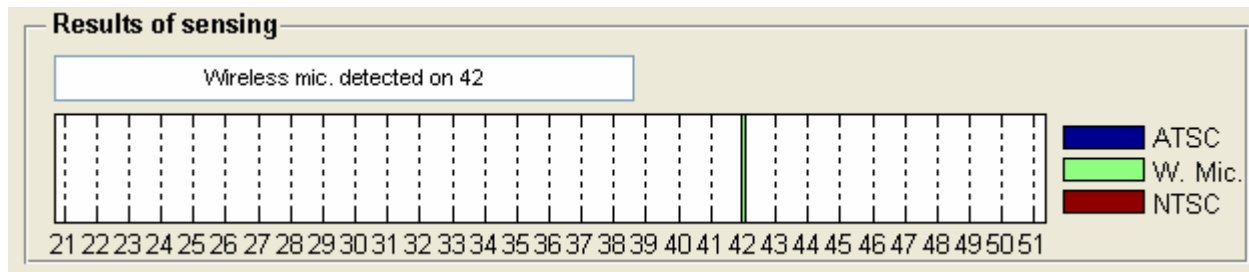 Results of sensing
Wireless mic. detected on 42
ATSC
W. Mic.
NTSC
21 22 23 24 25 26 27 28 29 30 31 32 33 34 35 36 37 38 39 40 41 42 43 44 45 46 47 48 49 50 51